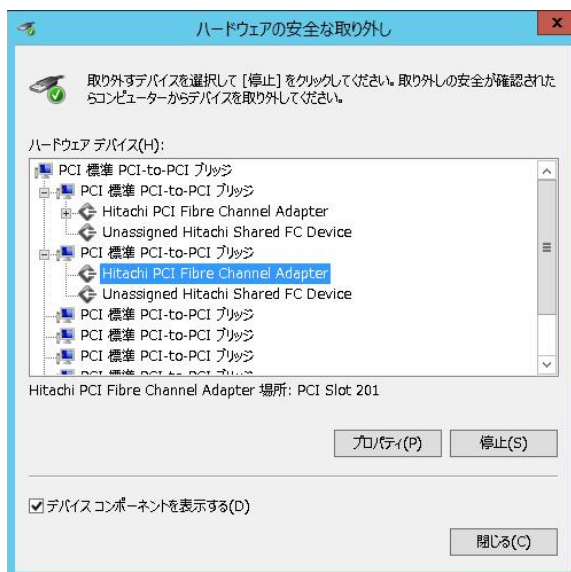 ハードウェアの安全な取り外し
x
取り外すデバイスを選択して [停止] をクリックしてください。取り外しの安全が確認された
らコンピューターからデバイスを取り外してください。
ハードウェア デバイス(H):
PCI 標準 PCI-to-PCI ブリッジ
PCI 標準 PCI-to-PCI ブリッジ
Hitachi PCI Fibre Channel Adapter
Unassigned Hitachi Shared FC Device
PCI 標準 PCI-to-PCI ブリッジ
Hitachi PCI Fibre Channel Adapter
Unassigned Hitachi Shared FC Device
PCI 標準 PCI-to-PCI ブリッジ
PCI 標準 PCI-to-PCI ブリッジ
PCI 標準 PCI-to-PCI ブリッジ
PCI 標準 PCI-to-PCI ブリッジ
Hitachi PCI Fibre Channel Adapter 場所: PCI Slot 201
プロパティ(P)
停止(S)
デバイス コンポーネントを表示する(D)
閉じる(C)